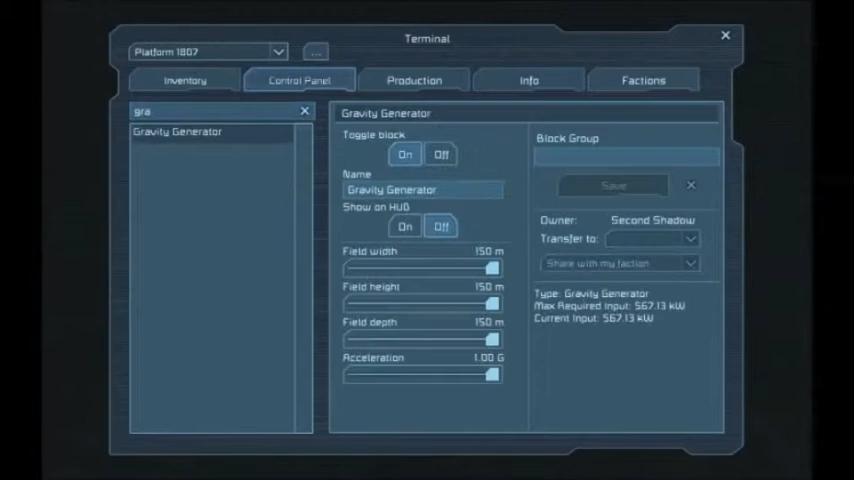 Terminal
Platform 1807
...
Inventory
Control Panel
Production
Info
Factions
gra
Gravity Generator
Gravity Generator
Toggle block
On Off
Name
Gravity Generator
Show on HUD
On Off
Field width 150 m
Field height 150 m
Field depth 150 m
Acceleration 1.00 G
Block Group
Save
Owner: Second Shadow
Transfer to:
Share with my faction
Type: Gravity Generator
Max Required Input: 567.13 kW
Current Input: 567.13 kW